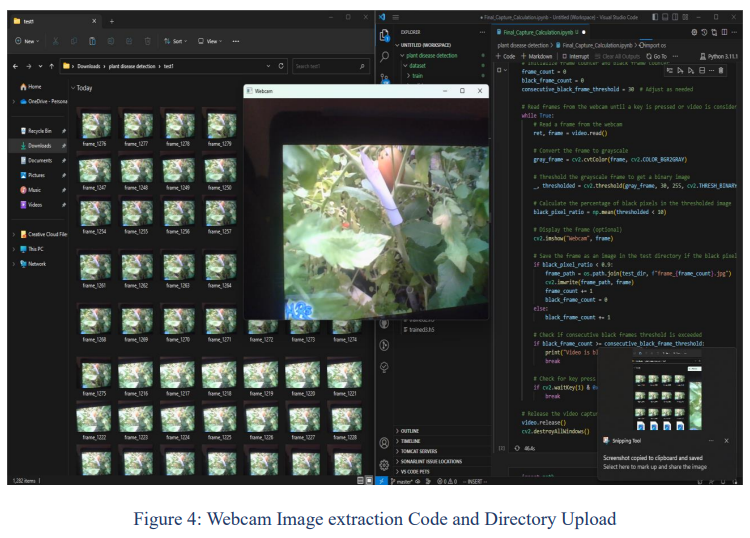 test1
Final_Capture_Calculation.ipynb - Untitled (Workspace) - Visual Studio Code
New
Sort
View
Downloads
plant disease detection
test1
Search test1
Home
OneDrive - Persona
Recycle Bin
Downloads
Documents
Pictures
Music
Videos
Creative Cloud File
This PC
Network
Today
frame_1276
frame_1277
frame_1278
frame_1279
frame_1247
frame_1248
frame_1249
frame_1250
frame_1254
frame_1255
frame_1256
frame_1257
frame_1261
frame_1262
frame_1263
frame_1264
frame_1268
frame_1269
frame_1270
frame_1271
frame_1272
frame_1273
frame_1274
frame_1275
frame_1216
frame_1217
frame_1218
frame_1219
frame_1220
frame_1221
frame_1222
frame_1223
frame_1224
frame_1225
frame_1226
frame_1227
frame_1228
1,282 items
Webcam
EXPLORER
UNTITLED (WORKSPACE)
plant disease detection
dataset
train
trained3.h5
OUTLINE
TIMELINE
TOMCAT SERVERS
SONARLINT ISSUE LOCATIONS
VS CODE PETS
master*
0
0
-- INSERT --
Final_Capture_Calculation.ipynb U
plant disease detection > Final_Capture_Calculation.ipynb > import os
+ Code
+ Markdown
Interrupt
Clear All Outputs
Go To
Python 3.11.1
# Initialize frame counter and black frame counter
frame_count = 0
black_frame_count = 0
consecutive_black_frame_threshold = 30 # Adjust as needed
# Read frames from the webcam until a key is pressed or video is conside
while True:
# Read a frame from the webcam
ret, frame = video.read()
# Convert the frame to grayscale
gray_frame = cv2.cvtColor(frame, cv2.COLOR_BGR2GRAY)
# Threshold the grayscale frame to get a binary image
_, thresholded = cv2.threshold(gray_frame, 30, 255, cv2.THRESH_BINARY
# Calculate the percentage of black pixels in the thresholded image
black_pixel_ratio = np.mean(thresholded < 10)
# Display the frame (optional)
cv2.imshow("Webcam", frame)
# Save the frame as an image in the test directory if the black pixel
if black_pixel_ratio < 0.9:
frame_path = os.path.join(test_dir, f"frame_{frame_count}.jpg")
cv2.imwrite(frame_path, frame)
frame_count += 1
black_frame_count = 0
else:
black_frame_count += 1
# Check if consecutive black frames threshold is exceeded
if black_frame_count >= consecutive_black_frame_threshold:
print("Video is bl
break
# Check for key press
if cv2.waitKey(1) & 0x
break
# Release the video captur
video.release()
cv2.destroyAllWindows()
464s
Snipping Tool
Screenshot copied to clipboard and saved
Select here to mark up and share the image
Figure 4: Webcam Image extraction Code and Directory Upload